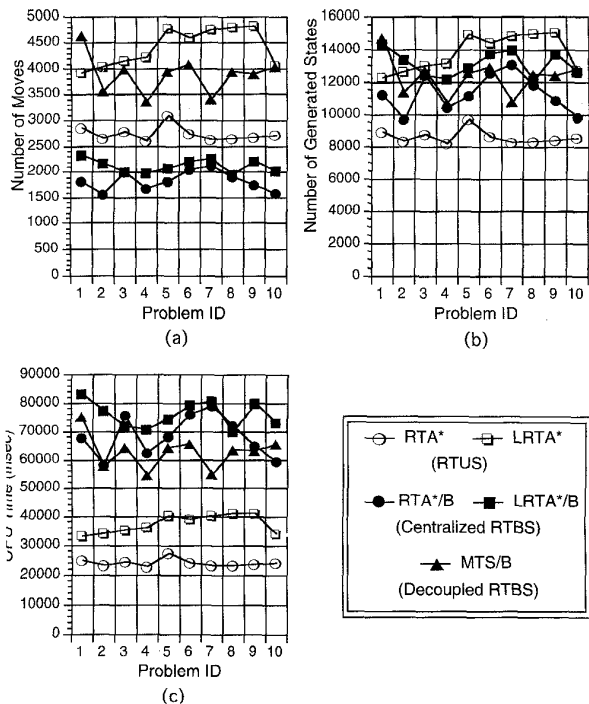 Number of Moves
5000
4500
4000
3500
3000
2500
2000
1500
1000
500
0
1 2 3 4 5 6 7 8 9 10
Problem ID
(a)
Number of Generated States
16000
14000
12000
10000
8000
6000
4000
2000
0
1 2 3 4 5 6 7 8 9 10
Problem ID
(b)
Time (msec)
90000
80000
70000
60000
50000
40000
30000
20000
10000
0
1 2 3 4 5 6 7 8 9 10
Problem ID
(c)
RTA* LRTA*
(RTUS)
RTA*/B LRTA*/B
(Centralized RTBS)
MTS/B
(Decoupled RTBS)